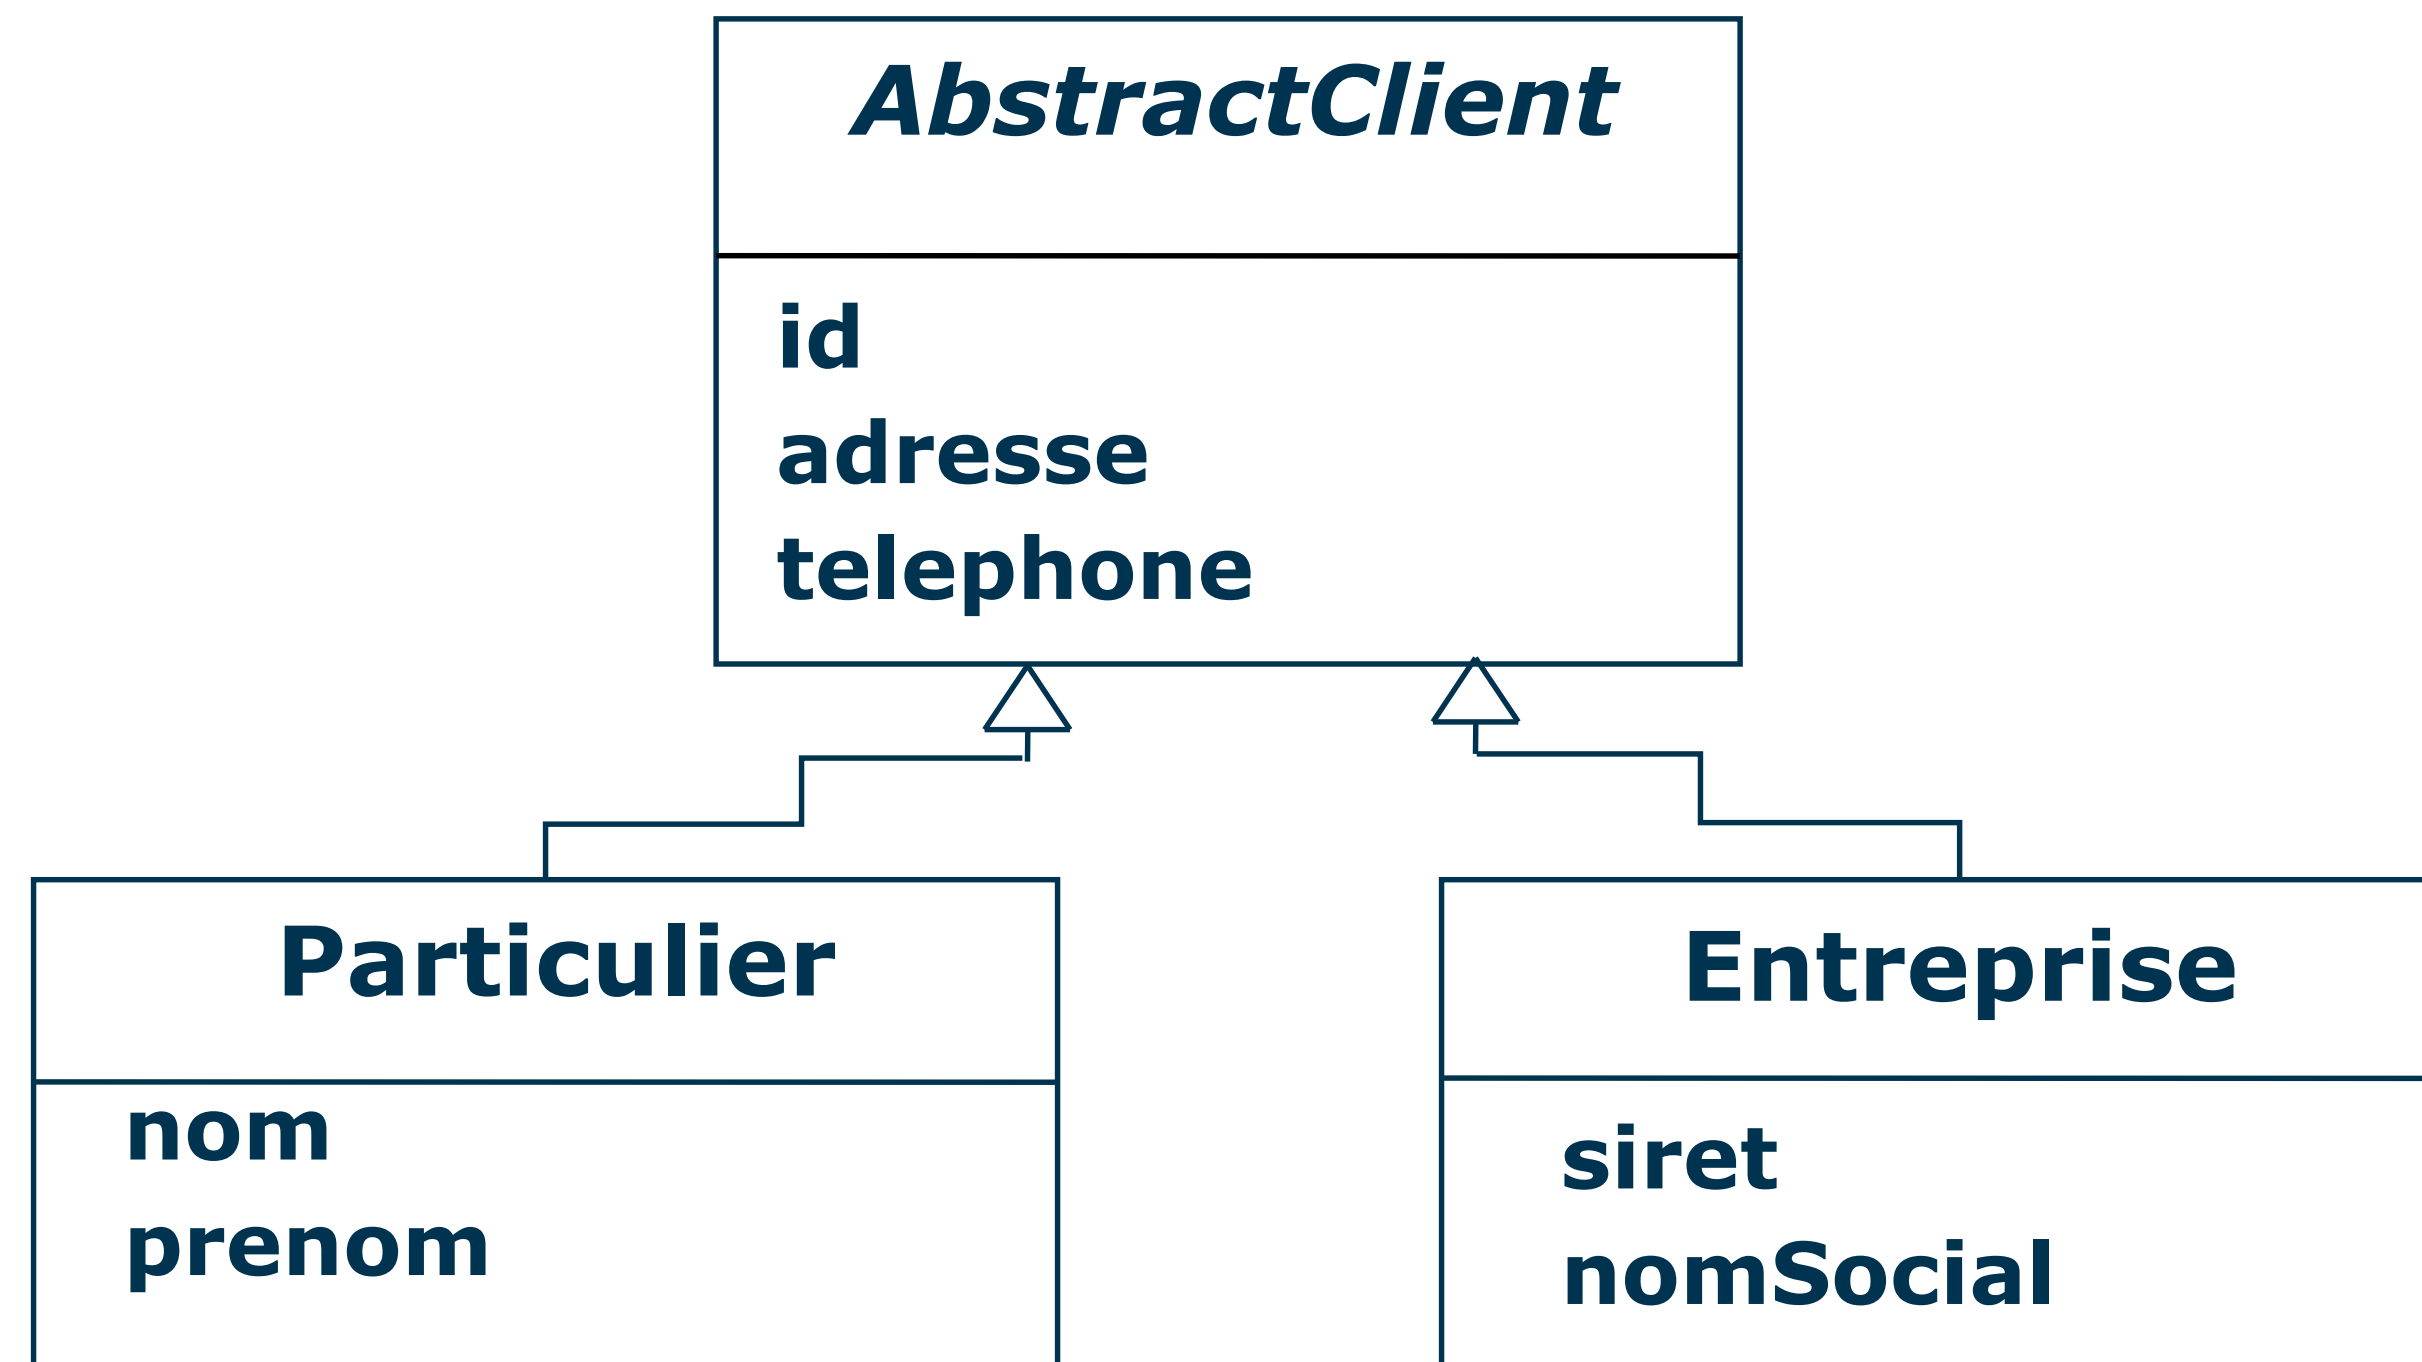 AbstractClient
id
adresse
telephone
Particulier
nom
prenom
Entreprise
siret
nomSocial